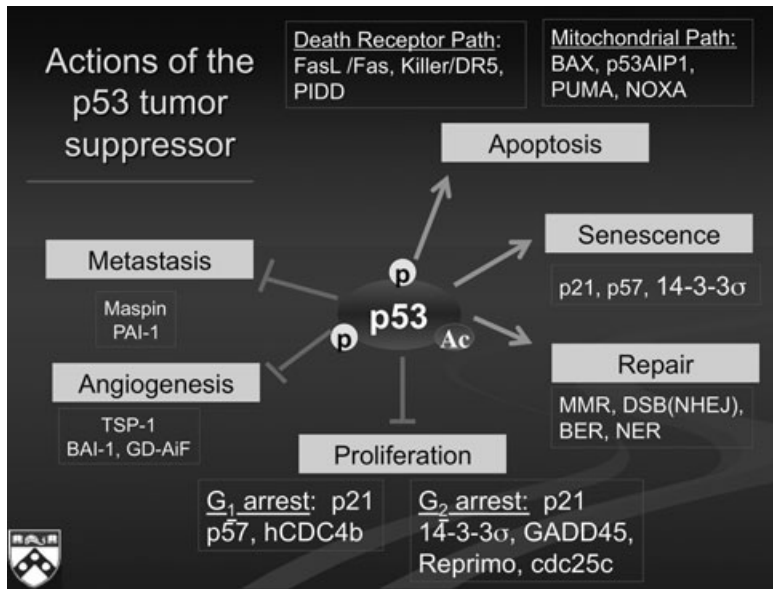 Actions of the
p53 tumor
suppressor
Death Receptor Path:
FasL /Fas, Killer/DR5,
PIDD
Mitochondrial Path:
BAX, p53AIP1,
PUMA, NOXA
Apoptosis
Senescence
p21, p57, 14-3-3σ
Metastasis
Maspin
PAI-1
p
p53
p
Ac
Repair
MMR, DSB(NHEJ),
BER, NER
Angiogenesis
TSP-1
BAI-1, GD-AiF
Proliferation
G1 arrest: p21
p57, hCDC4b
G2 arrest: p21
14-3-3σ, GADD45,
Reprimo, cdc25c